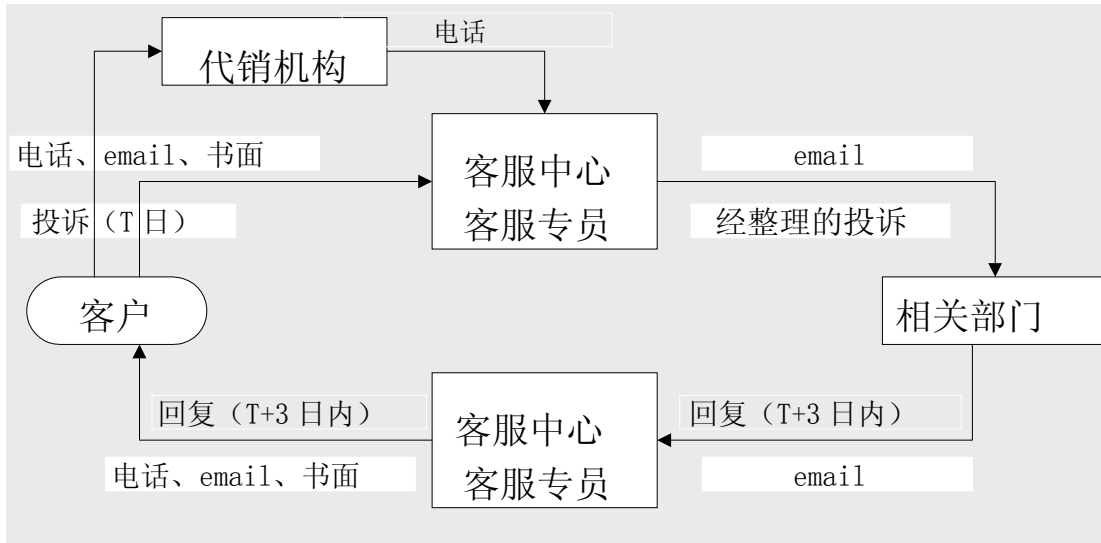 电话
代销机构
电话、email、书面
客服中心
客服专员
email
投诉（T 日）
经整理的投诉
客户
相关部门
回复（T+3 日内）
客服中心
客服专员
回复（T+3 日内）
电话、email、书面
email